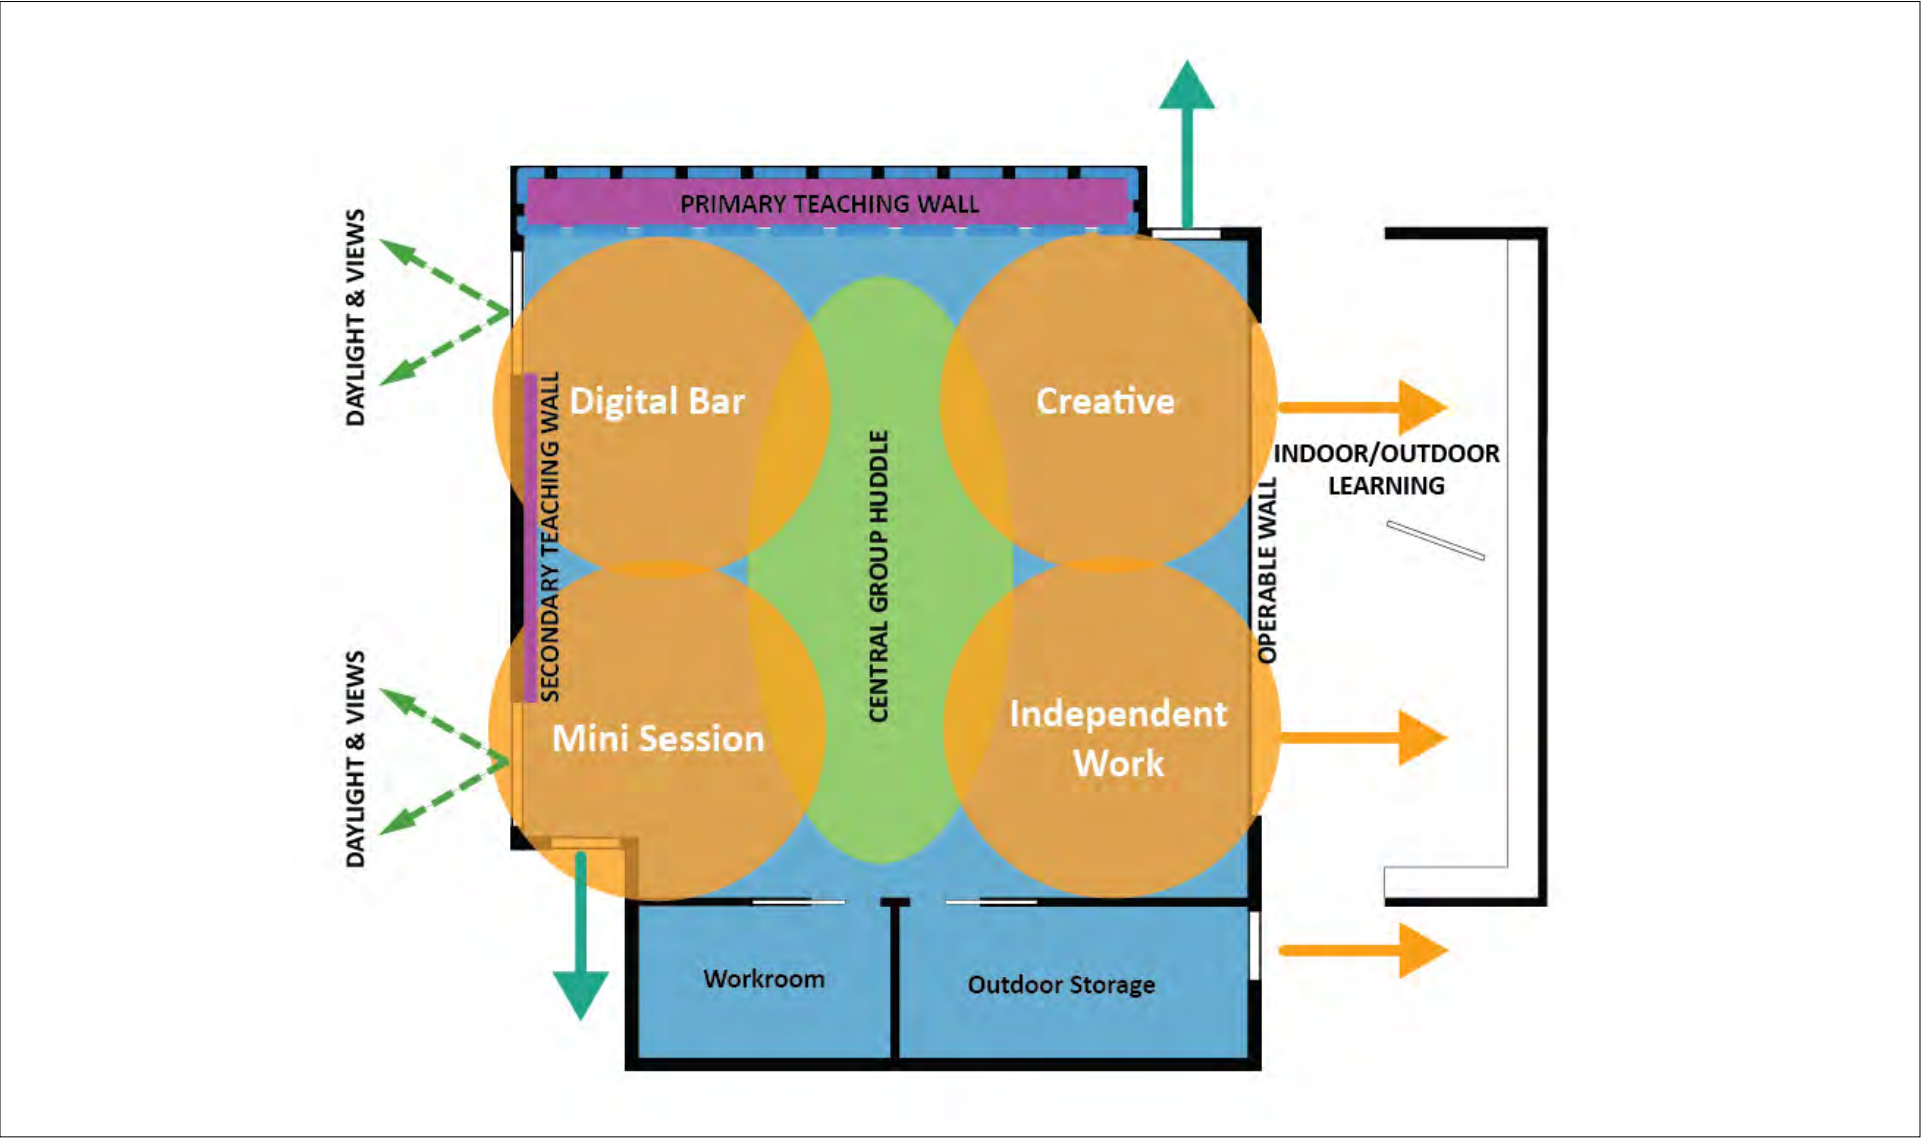 PRIMARY TEACHING WALL
DAYLIGHT & VIEWS
Digital Bar
Creative
SECONDARY TEACHING WALL
CENTRAL GROUP HUDDLE
OPERABLE WALL
INDOOR/OUTDOOR
LEARNING
DAYLIGHT & VIEWS
Mini Session
Independent
Work
Workroom
Outdoor Storage